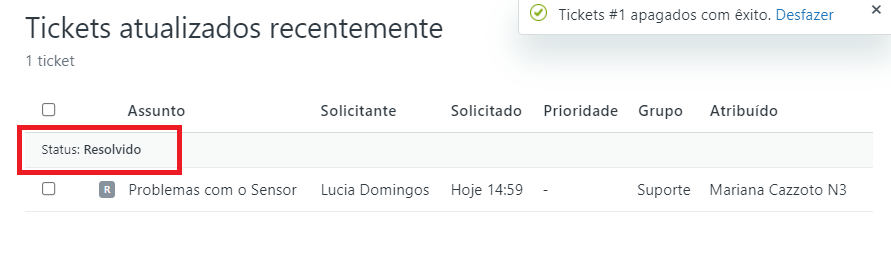 Tickets atualizados recentemente
1 ticket
Tickets #1 apagados com êxito. Desfazer
Assunto Solicitante Solicitado Prioridade Grupo Atribuído
Status: Resolvido
R Problemas com o Sensor Lucia Domingos Hoje 14:59 - Suporte Mariana Cazzoto N3